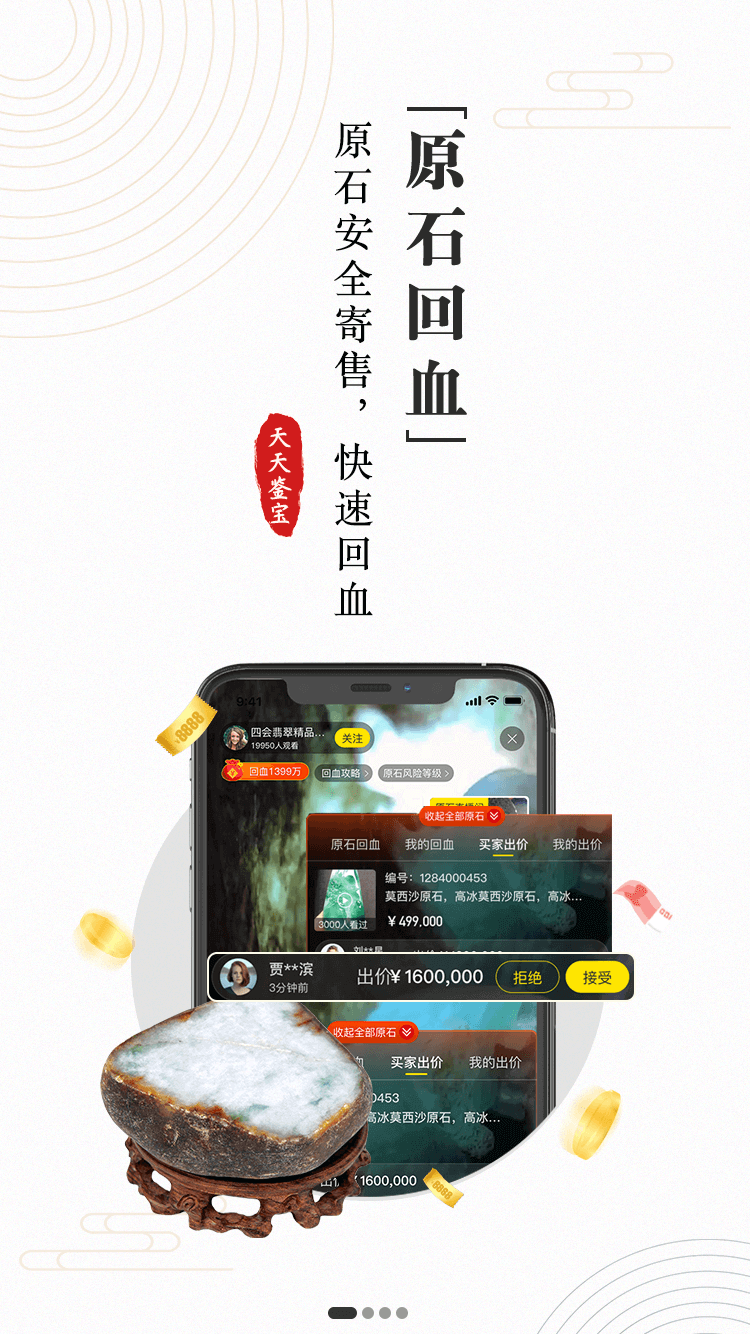 「原石回血」
原石安全寄售，快速回血
天天鉴宝
8888
9:41
四会翡翠精品...
19950人观看
关注
回血1399万
回血攻略
原石风险等级
收起全部原石
原石回血 我的回血 买家出价 我的出价
编号：1284000453
莫西沙原石，高冰莫西沙原石，高冰...
3000人看过
¥499,000
贾**滨
3分钟前
出价¥1600,000
拒绝
接受
收起全部原石
血 买家出价 我的出价
0453
高冰莫西沙原石，高冰...
出价¥1600,000
8888